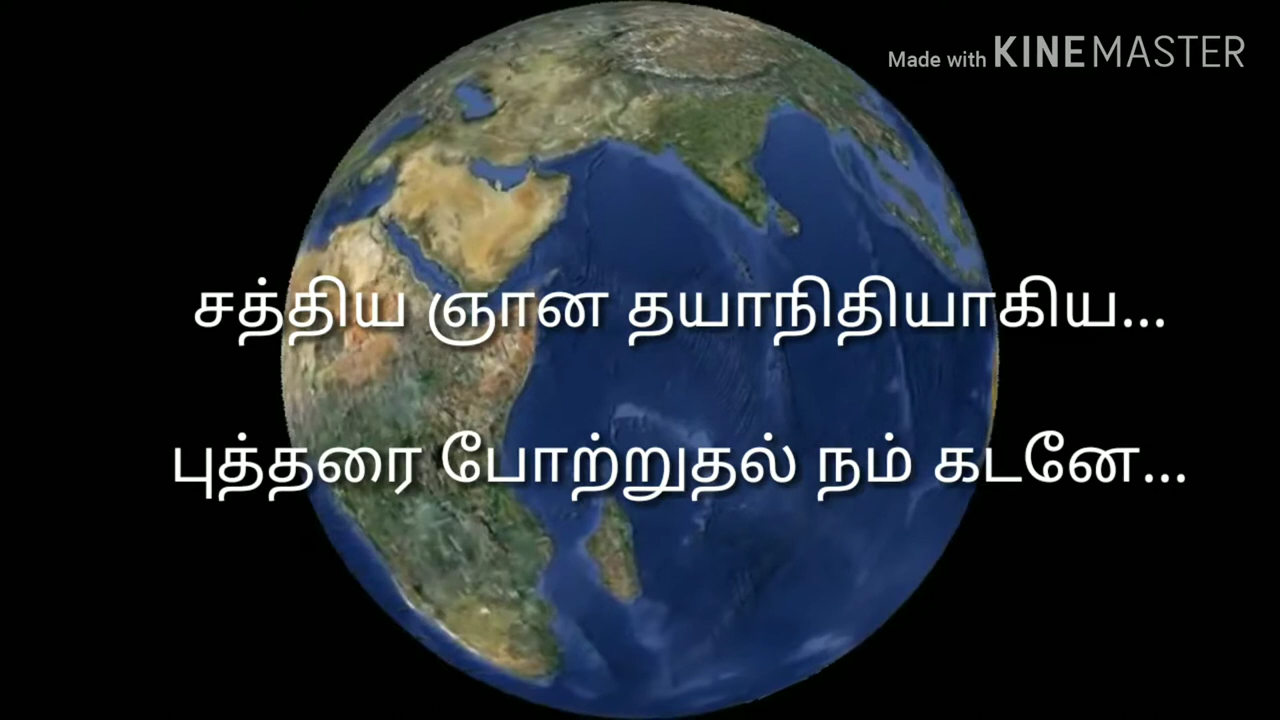 Made with KINEMASTER
சத்திய ஞான தயாநிதியாகிய...
புத்தரை போற்றுதல் நம் கடனே...